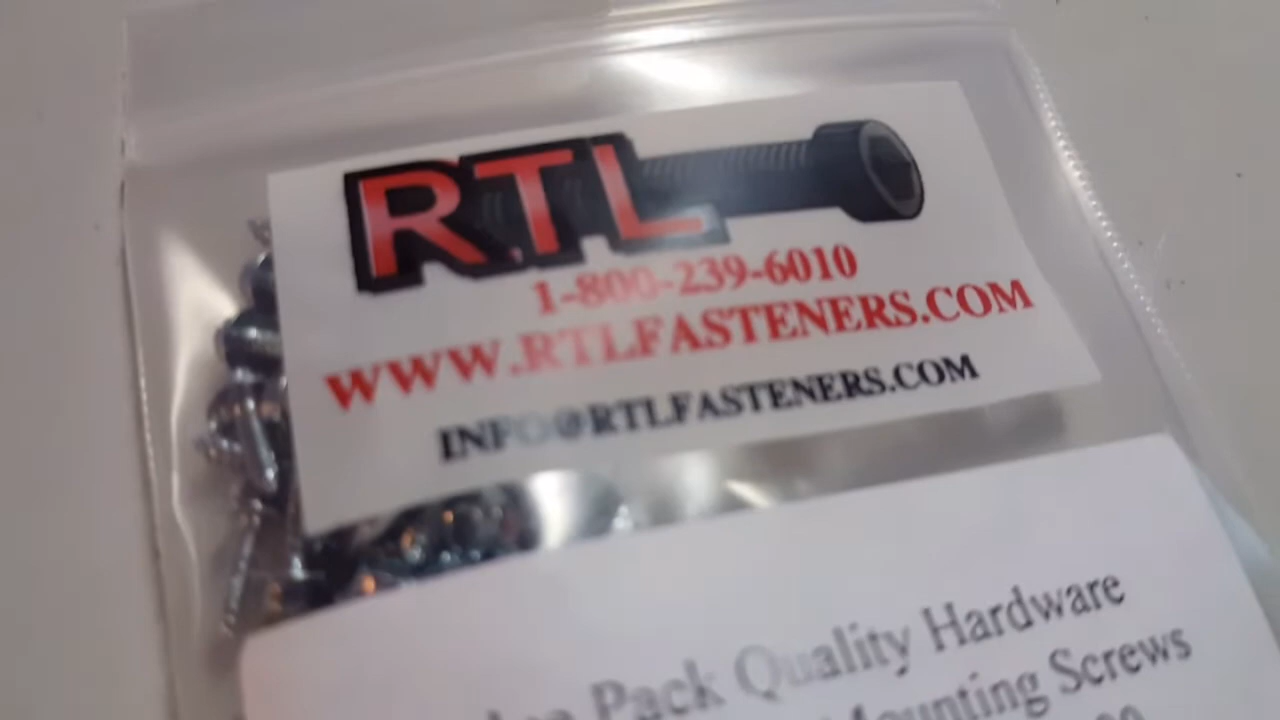 RTL
1-800-239-6010
WWW.RTLFASTENERS.COM
INFO@RTLFASTENERS.COM
Pack Quality Hardware
Mounting Screws